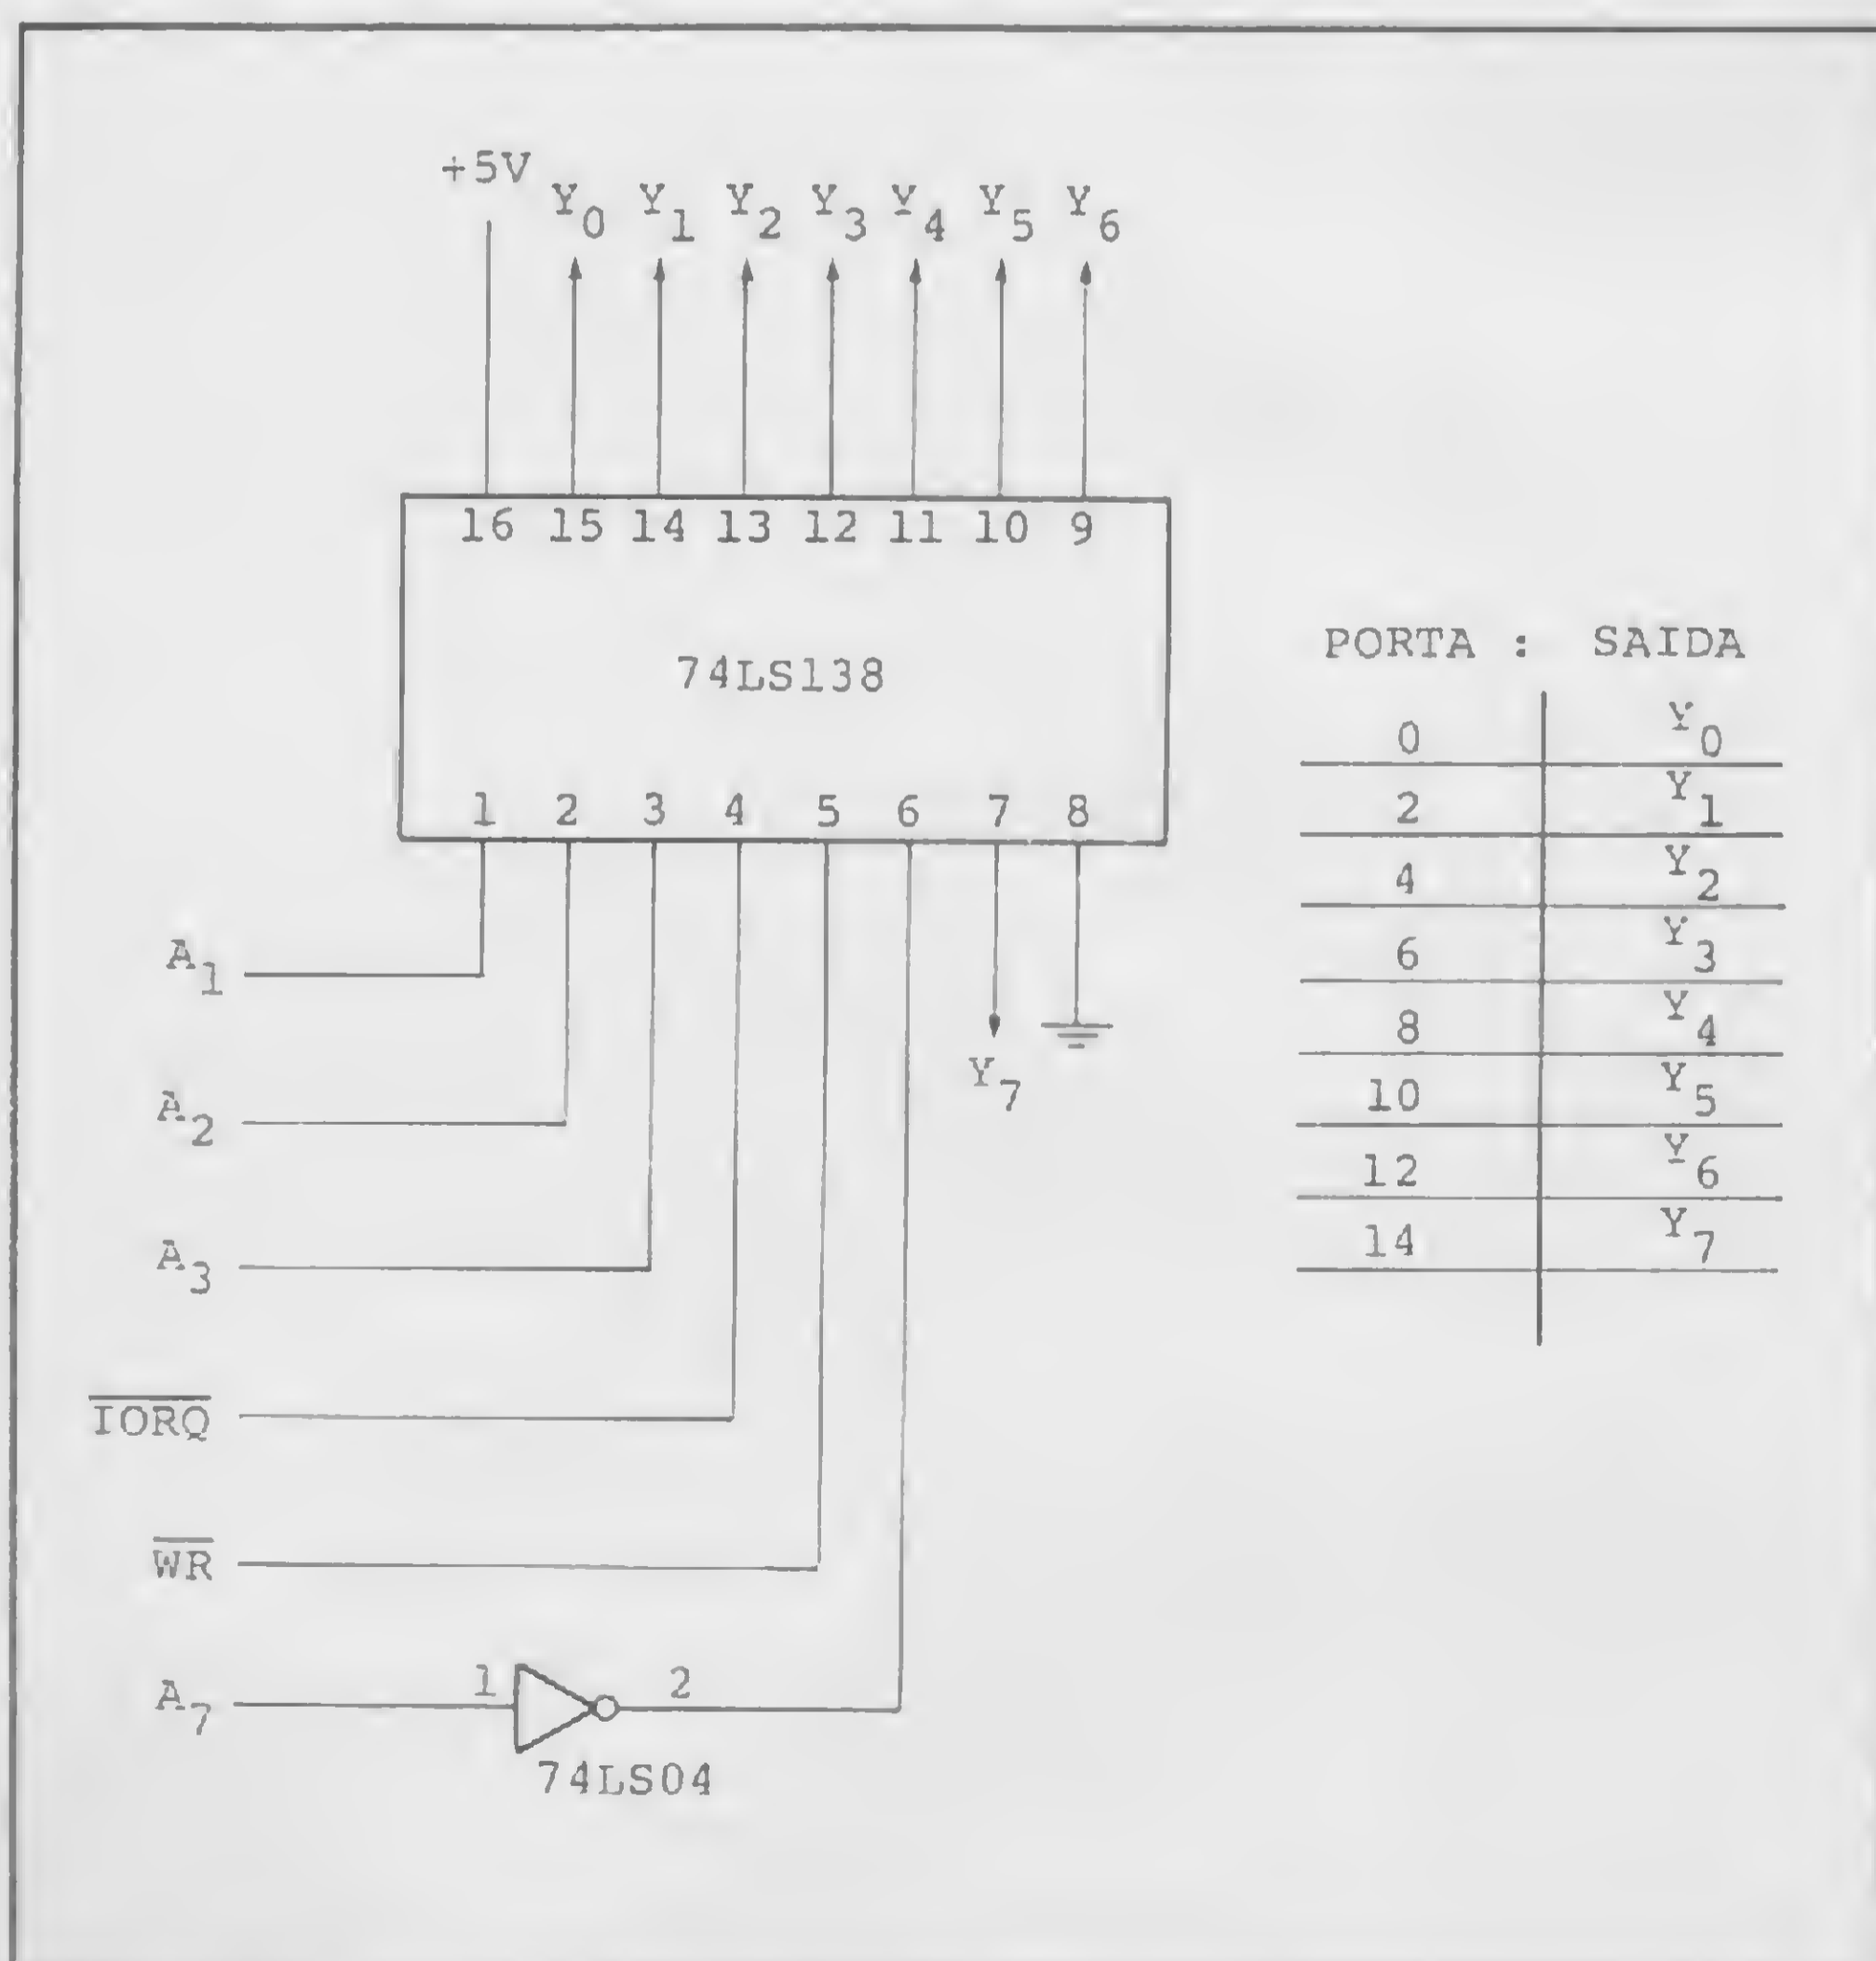 +5V
Y0 Y1 Y2 Y3 Y4 Y5 Y6
16 15 14 13 12 11 10 9
74LS138
1 2 3 4 5 6 7 8
A1
A2
A3
IORQ
WR
A7
1
2
74LS04
Y7
PORTA : SAIDA
0 Y0
2 Y1
4 Y2
6 Y3
8 Y4
10 Y5
12 Y6
14 Y7